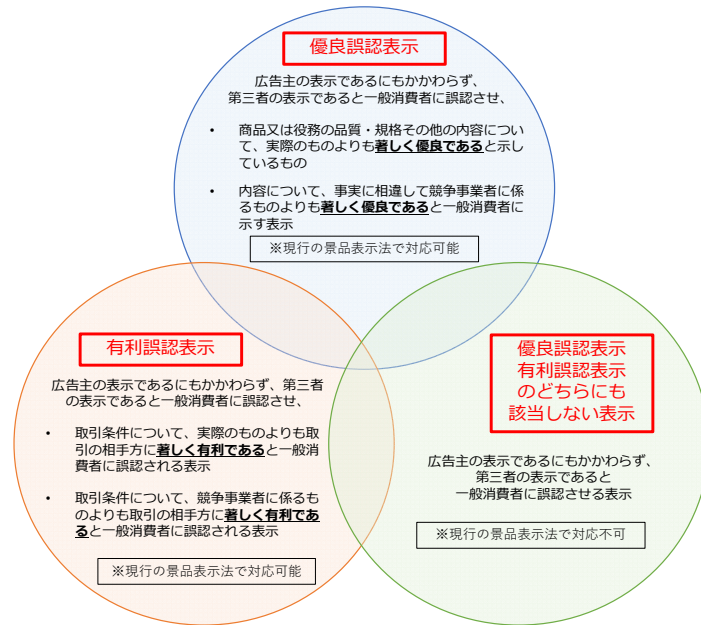 優良誤認表示
広告主の表示であるにもかかわらず、
第三者の表示であると一般消費者に誤認させ、
• 商品又は役務の品質・規格その他の内容につい
て、実際のものよりも著しく優良であると示し
ているもの
• 内容について、事実に相違して競争事業者に係
るものよりも著しく優良であると一般消費者に
示す表示
※現行の景品表示法で対応可能
有利誤認表示
広告主の表示であるにもかかわらず、第三者
の表示であると一般消費者に誤認させ、
• 取引条件について、実際のものよりも取
引の相手方に著しく有利であると一般消
費者に誤認される表示
• 取引条件について、競争事業者に係るも
のよりも取引の相手方に著しく有利であ
ると一般消費者に誤認される表示
※現行の景品表示法で対応可能
優良誤認表示
有利誤認表示
のどちらにも
該当しない表示
広告主の表示であるにもかかわらず、
第三者の表示であると
一般消費者に誤認させる表示
※現行の景品表示法で対応不可